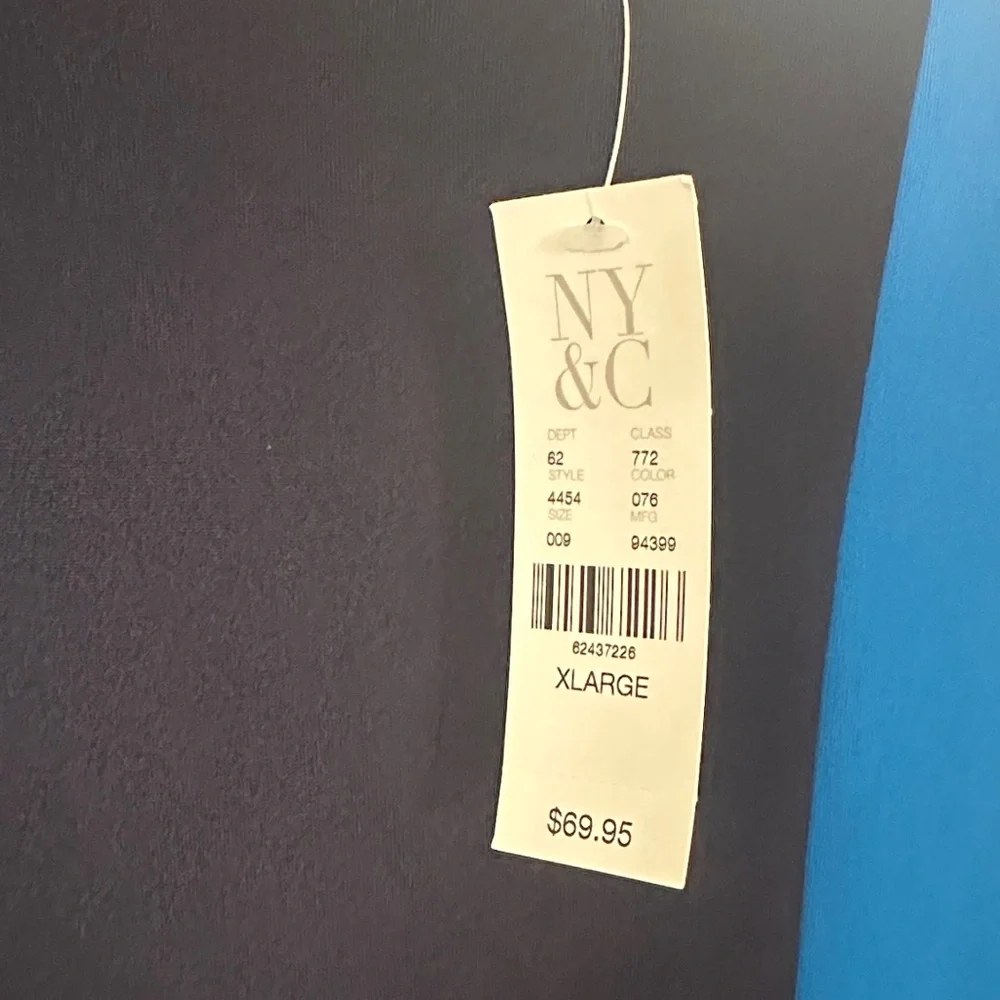 NY
&C
DEPT CLASS
62 772
STYLE COLOR
4454 076
SIZE MFG
009 94399
62437226
XLARGE
$69.95